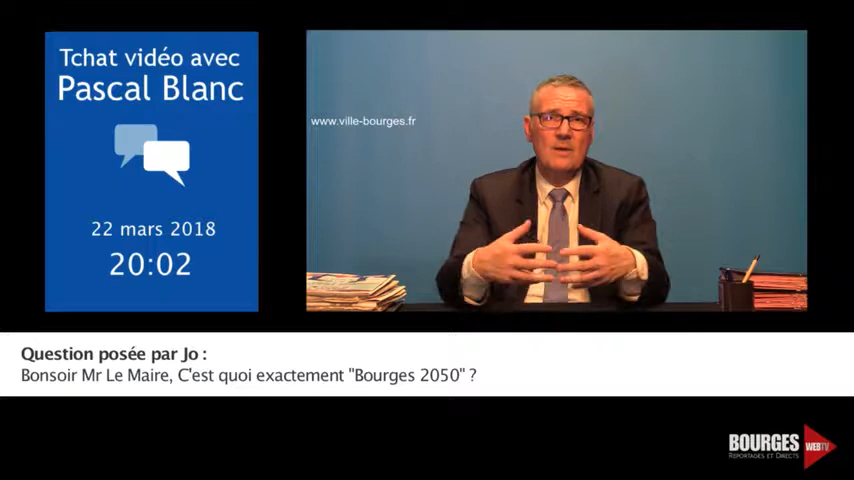 Tchat vidéo avec
Pascal Blanc
22 mars 2018
20:02
www.ville-bourges.fr
Question posée par Jo :
Bonsoir Mr Le Maire, C'est quoi exactement "Bourges 2050" ?
BOURGES WEBTV
REPORTAGES ET DIRECTS